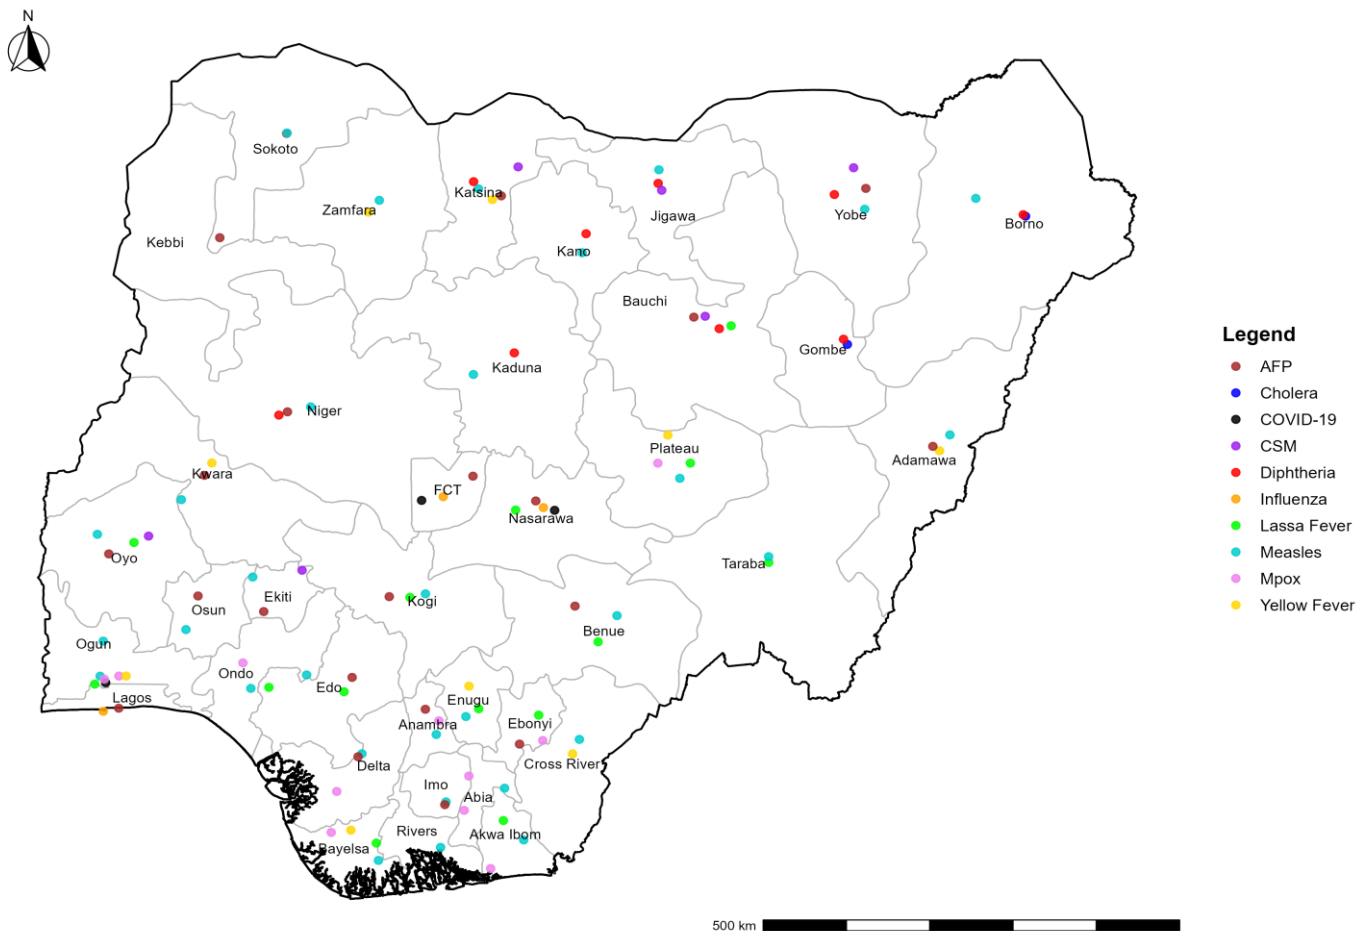 N
Sokoto
Katsina
Zamfara
Jigawa
Yobe
Borno
Kebbi
Kano
Bauchi
Gombe
Kaduna
Niger
Plateau
Adamawa
Kwara
FCT
Nasarawa
Oyo
Taraba
Osun
Ekiti
Kogi
Benue
Ogun
Ondo
Edo
Lagos
Enugu
Anambra
Ebonyi
Delta
Cross River
Imo
Abia
Rivers
Akwa Ibom
Bayelsa
Legend
AFP
Cholera
COVID-19
CSM
Diphtheria
Influenza
Lassa Fever
Measles
Mpox
Yellow Fever
500 km